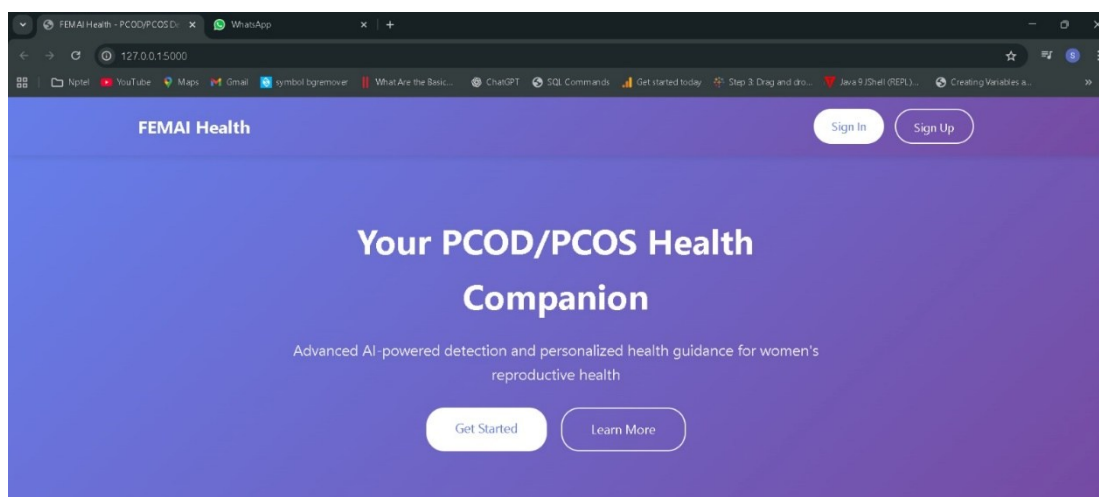 FEMAI Health - PCOD/PCOS De
WhatsApp
127.0.0.1:5000
Nptel YouTube Maps Gmail symbol bgremover What Are the Basic... ChatGPT SQL Commands Get started today Step 3: Drag and dro... Java 9 JShell (REPL)... Creating Variables a... »
FEMAI Health
Sign In Sign Up
Your PCOD/PCOS Health
Companion
Advanced AI-powered detection and personalized health guidance for women's
reproductive health
Get Started Learn More